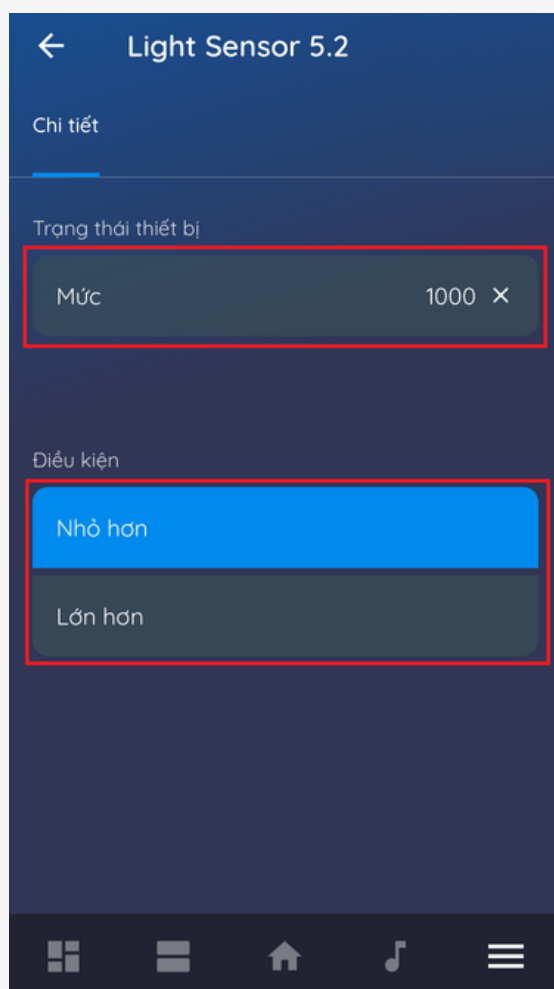 Light Sensor 5.2
Chi tiết
Trạng thái thiết bị
Mức 1000
Điều kiện
Nhỏ hơn
Lớn hơn